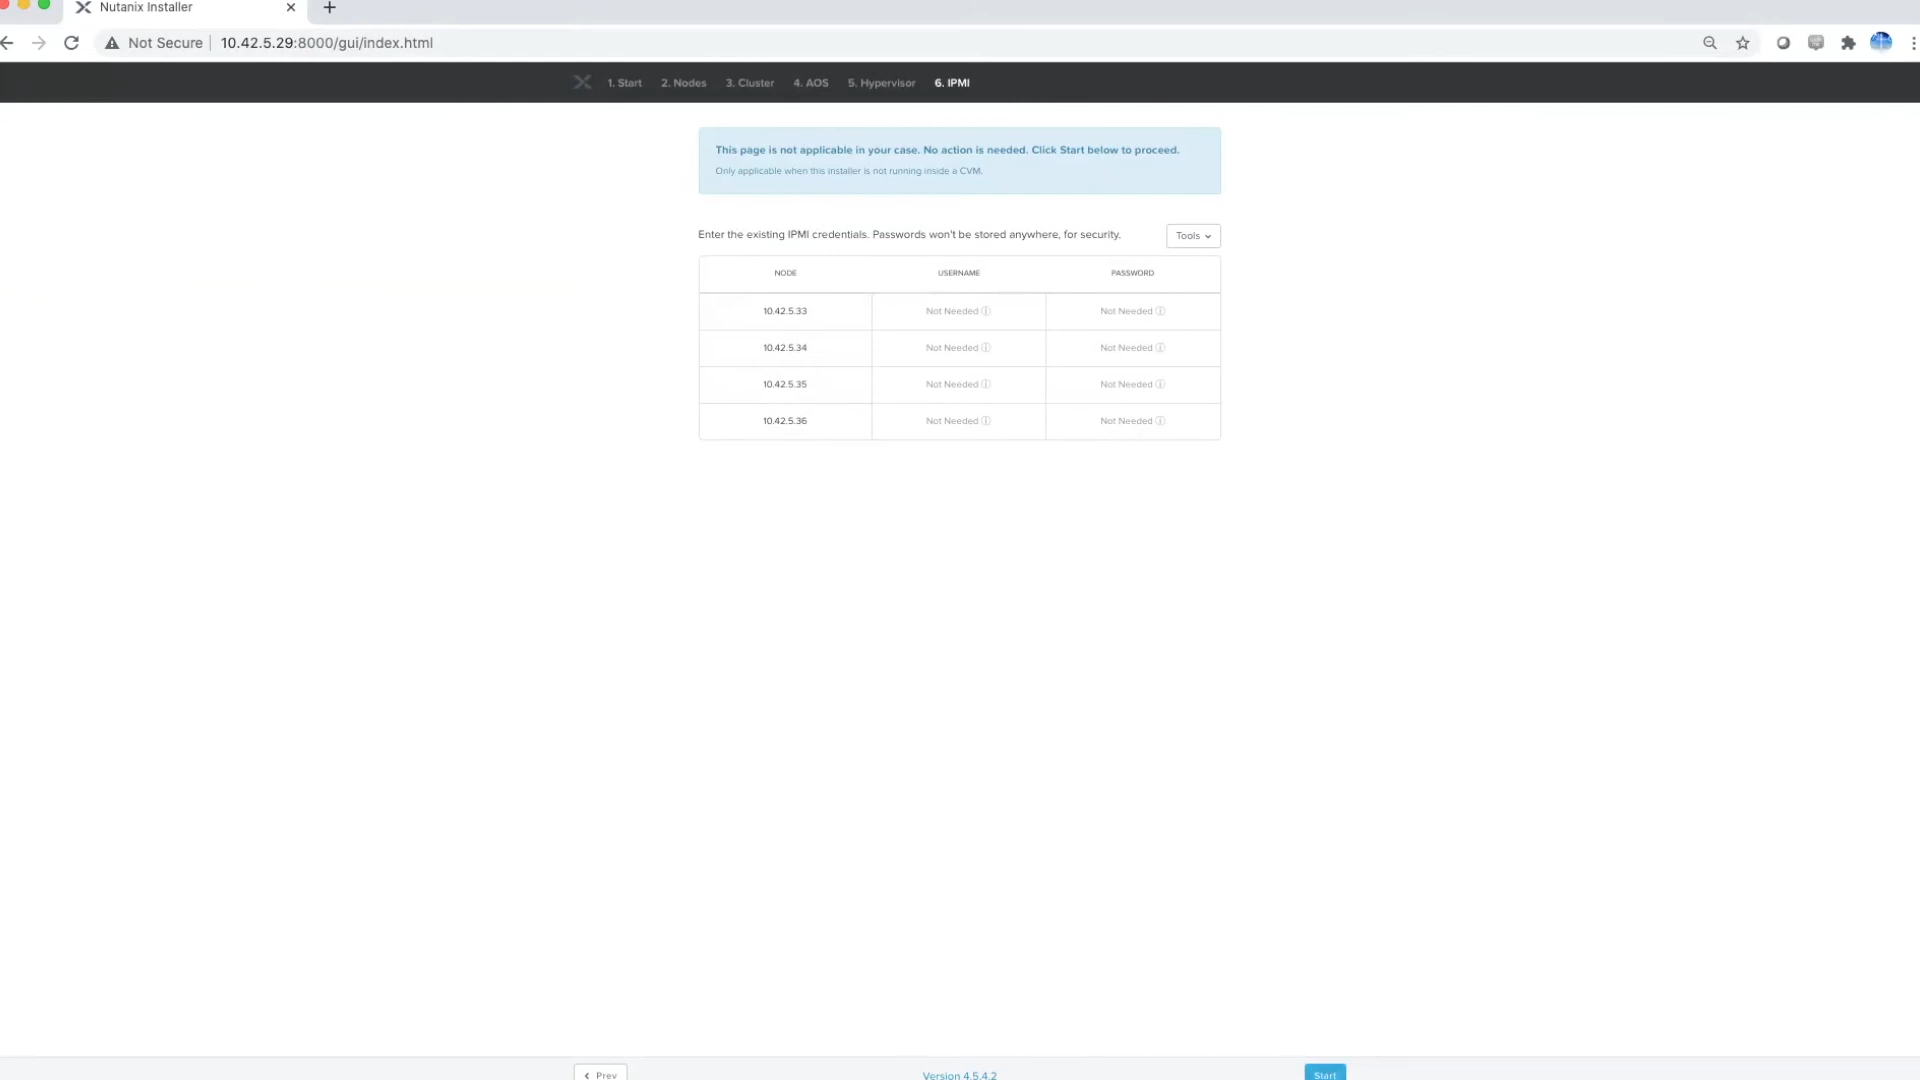 Nutanix Installer
Not Secure 10.42.5.29:8000/gui/index.html
1. Start 2. Nodes 3. Cluster 4. AOS 5. Hypervisor 6. IPMI
This page is not applicable in your case. No action is needed. Click Start below to proceed.
Only applicable when this installer is not running inside a CVM.
Enter the existing IPMI credentials. Passwords won't be stored anywhere, for security. Tools
NODE USERNAME PASSWORD
10.42.5.33 Not Needed Not Needed
10.42.5.34 Not Needed Not Needed
10.42.5.35 Not Needed Not Needed
10.42.5.36 Not Needed Not Needed
Prev Version 4.5.4.2 Start